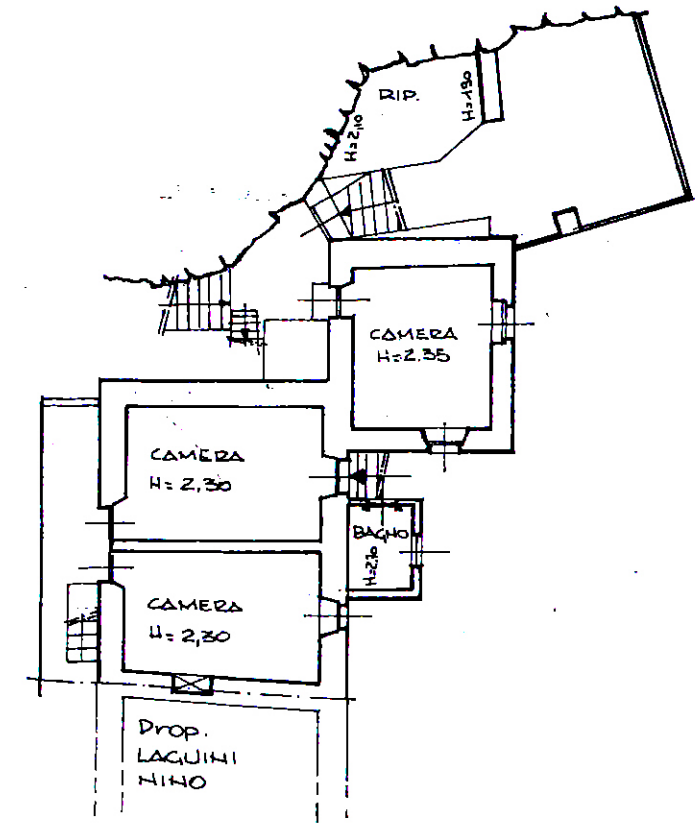 RIP.
H=1.90
H=2,10
CAMERA
H=2.35
CAMERA
H=2,30
BAGNO
H=2.70
CAMERA
H=2,30
Prop.
LAGUINI
NINO